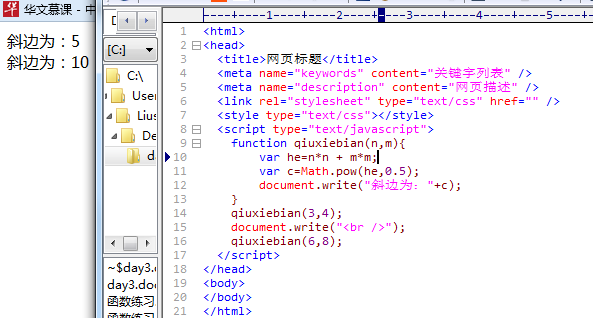 华文慕课 - 中
斜边为：5
斜边为：10
[C:]
C:\
User
Lius
De
da
~$day3.
day3.doc
函数练习
----+----1----+----2----+----3----+----4----+----5----+-
1 <html>
2 <head>
3 <title>网页标题</title>
4 <meta name="keywords" content="关键字列表" />
5 <meta name="description" content="网页描述" />
6 <link rel="stylesheet" type="text/css" href="" />
7 <style type="text/css"></style>
8 <script type="text/javascript">
9 function qiuxiebian(n,m){
10 var he=n*n + m*m;
11 var c=Math.pow(he,0.5);
12 document.write("斜边为："+c);
13 }
14 qiuxiebian(3,4);
15 document.write("<br />");
16 qiuxiebian(6,8);
17 </script>
18 </head>
19 <body>
20 </body>
21 </html>